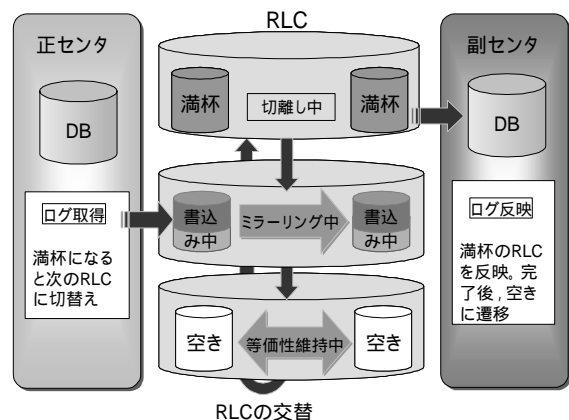 RLC
正センタ
DB
ログ取得
満杯になる
と次のRLC
に切替え
満杯
切離し中
満杯
書込
み中
ミラーリング中
書込
み中
空き
等価性維持中
空き
副センタ
DB
ログ反映
満杯のRLC
を反映。完
了後,空き
に遷移
RLCの交替